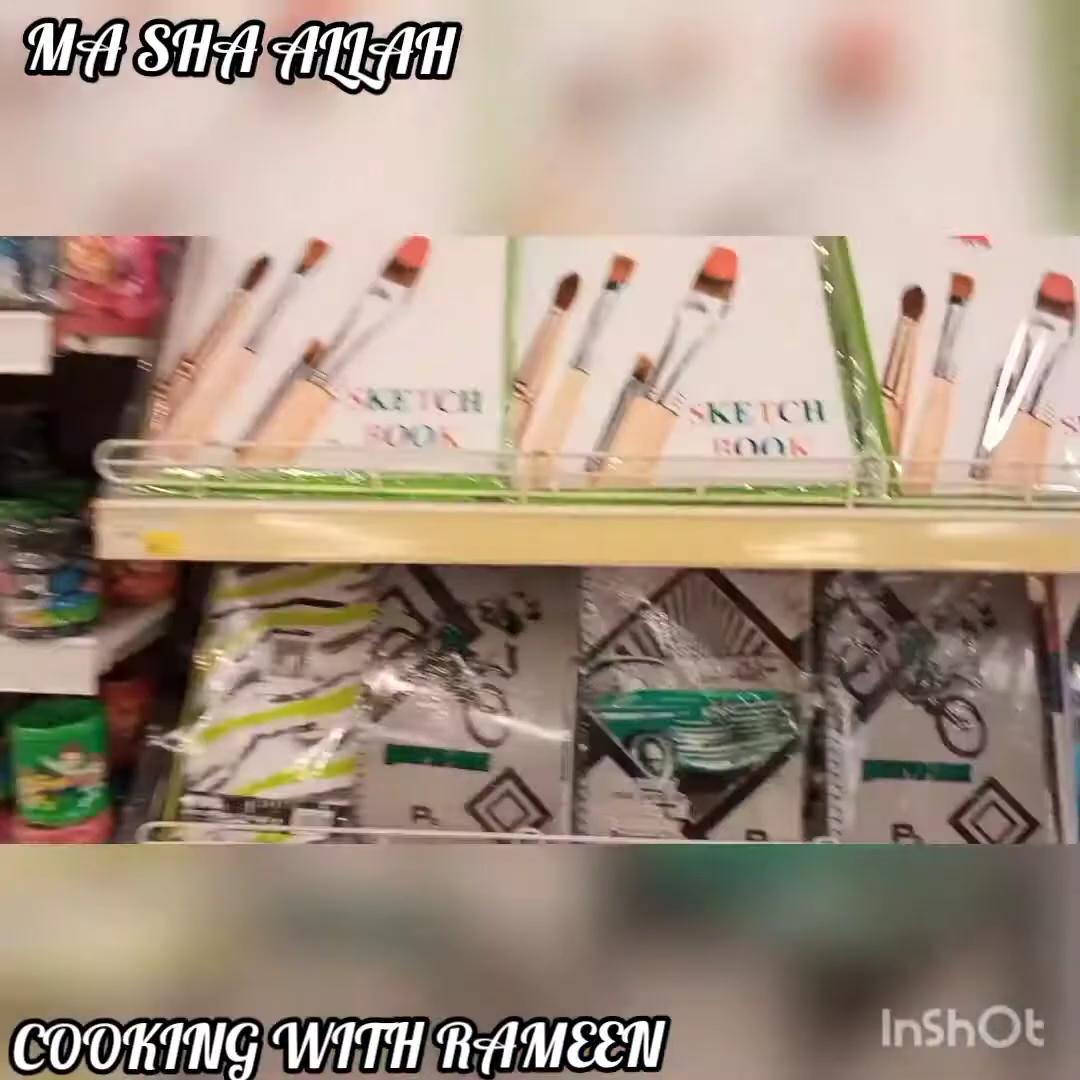 MA SHA ALLAH
SKETCH
BOOK
SKETCH
BOOK
COOKING WITH RAMEEN
InShOt